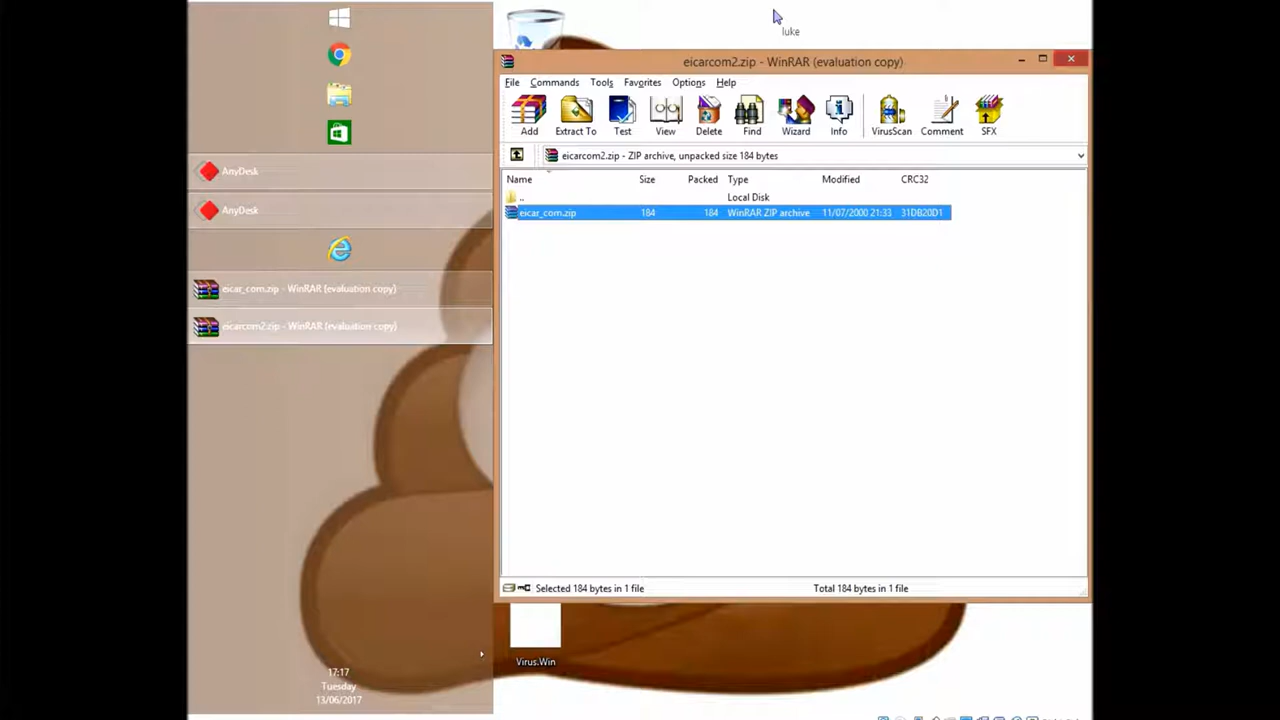 luke
eicarcom2.zip - WinRAR (evaluation copy)
File Commands Tools Favorites Options Help
Add Extract To Test View Delete Find Wizard Info VirusScan Comment SFX
eicarcom2.zip - ZIP archive, unpacked size 184 bytes
Name Size Packed Type Modified CRC32
.. Local Disk
eicar_com.zip 184 184 WinRAR ZIP archive 11/07/2000 21:33 31DB20D1
AnyDesk
AnyDesk
eicar_com.zip - WinRAR (evaluation copy)
eicarcom2.zip - WinRAR (evaluation copy)
Selected 184 bytes in 1 file Total 184 bytes in 1 file
Virus.Win
17:17
Tuesday
13/06/2017